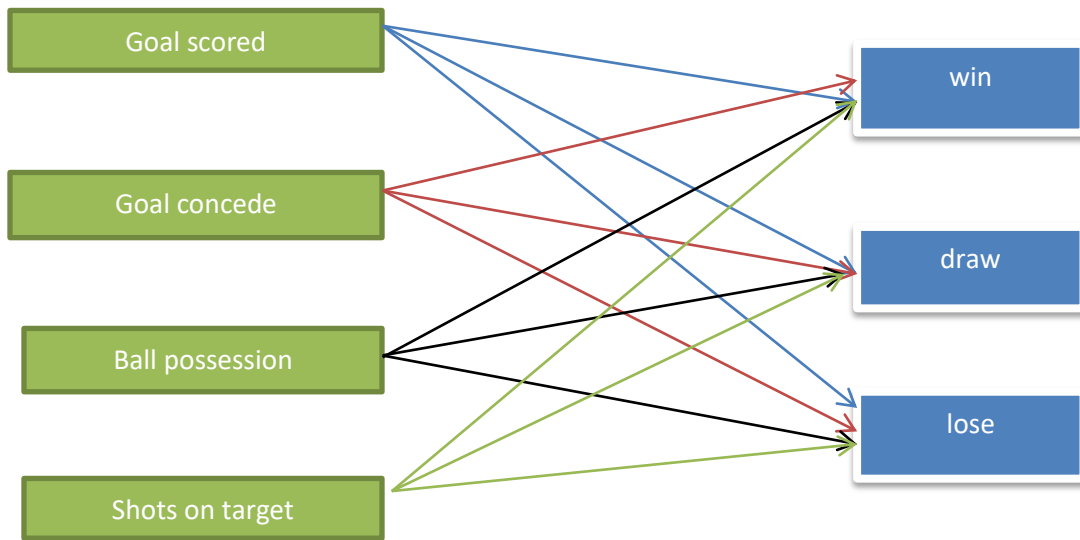 Goal scored
Goal concede
Ball possession
Shots on target
win
draw
lose